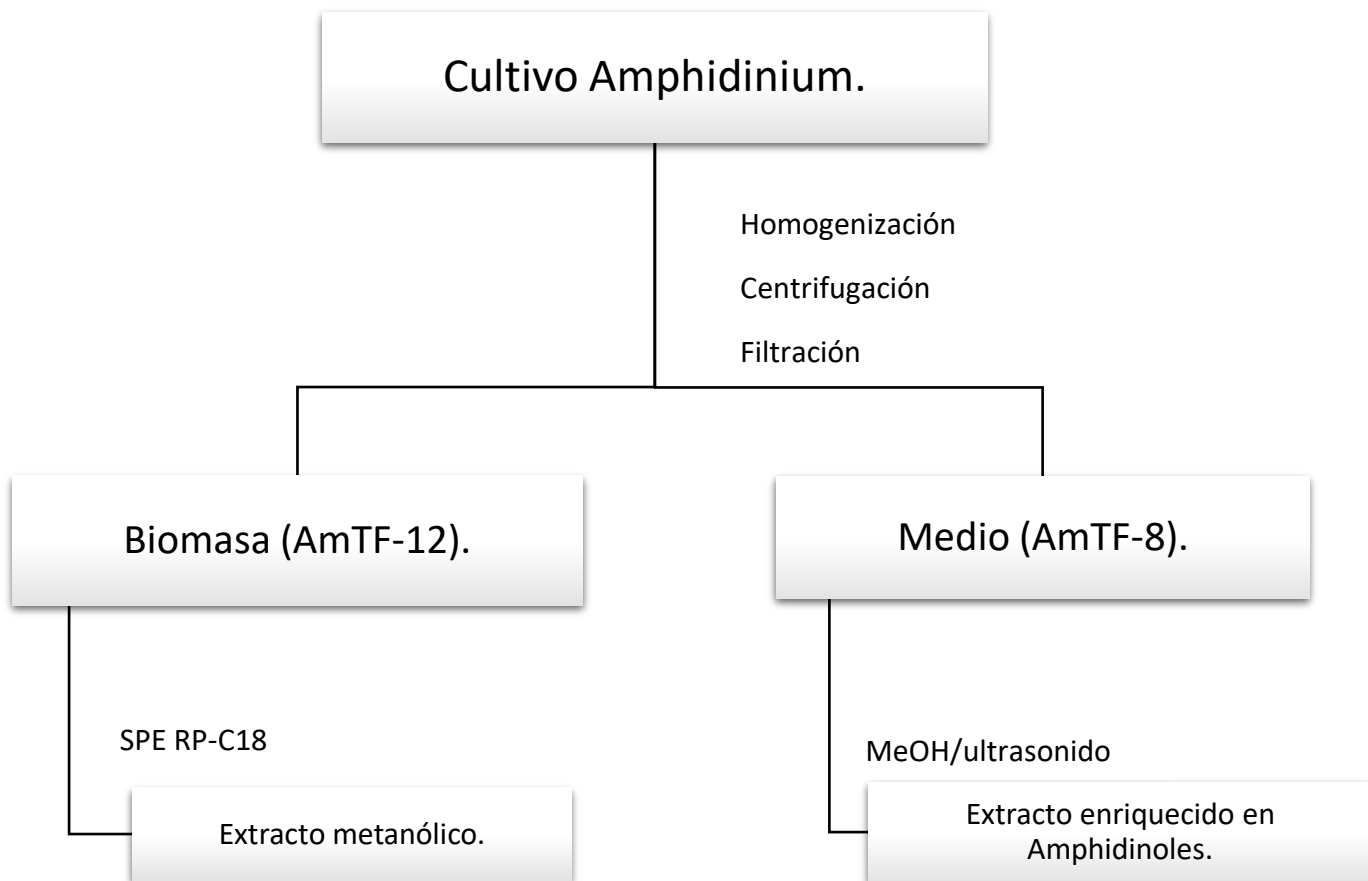 Cultivo Amphidinium.
Homogenización
Centrifugación
Filtración
Biomasa (AmTF-12).
Medio (AmTF-8).
SPE RP-C18
MeOH/ultrasonido
Extracto metanólico.
Extracto enriquecido en
Amphidinoles.